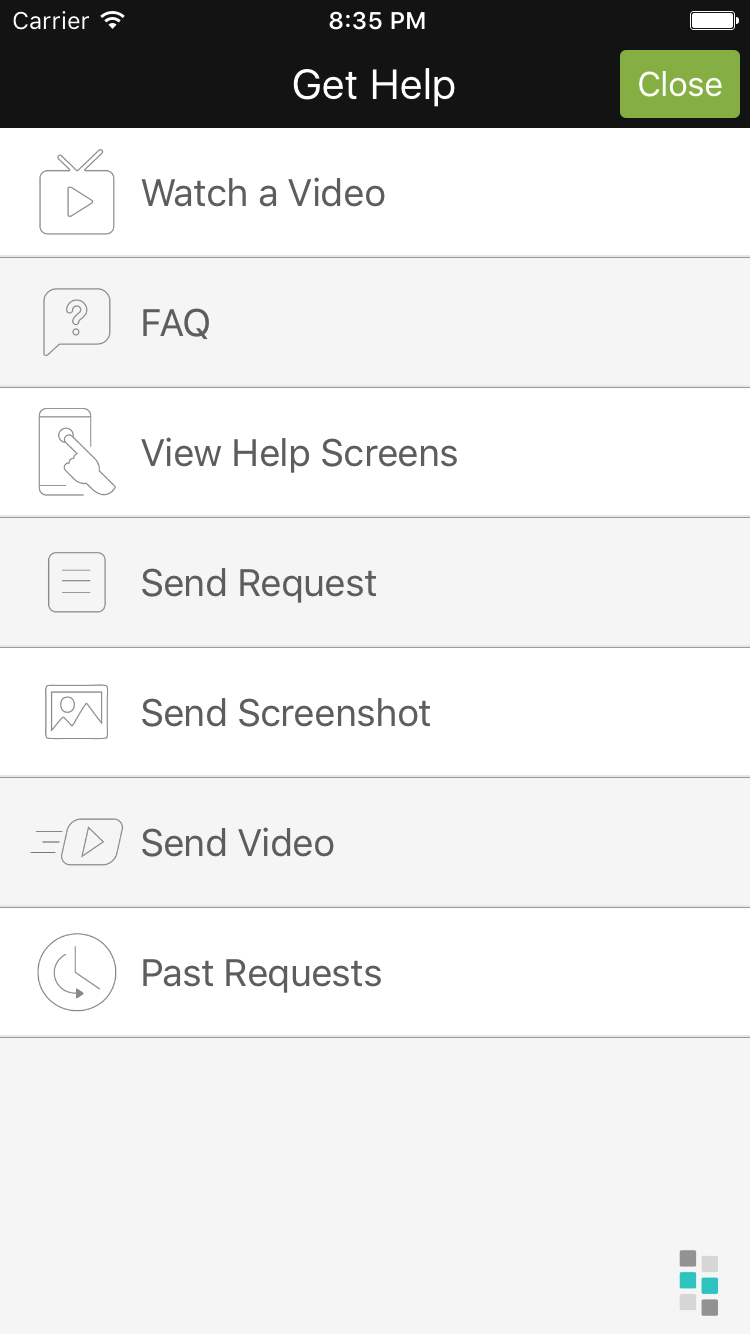 Carrier 8:35 PM
Get Help Close
Watch a Video
FAQ
View Help Screens
Send Request
Send Screenshot
Send Video
Past Requests